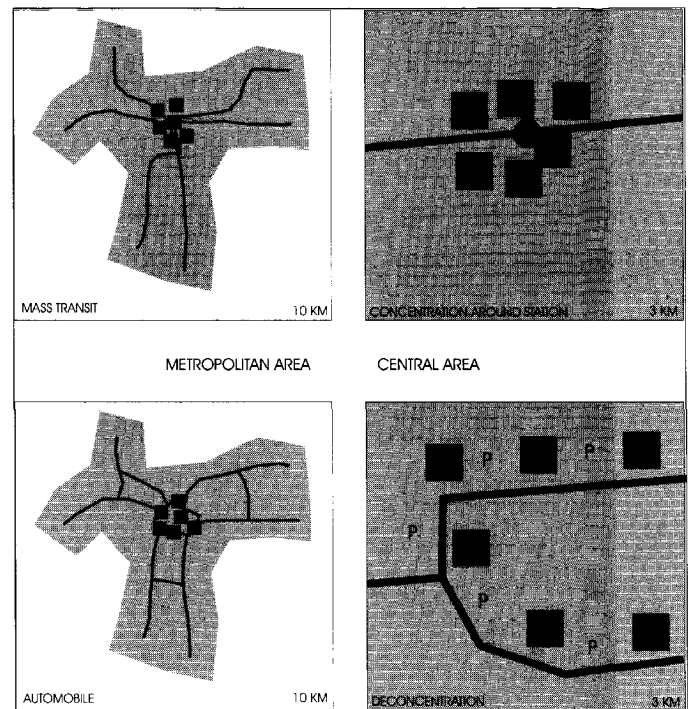 MASS TRANSIT
10 KM
CONCENTRATION AROUND STATION
3 KM
METROPOLITAN AREA
CENTRAL AREA
P
P
P
P
P
AUTOMOBILE
10 KM
DECONCENTRATION
3 KM